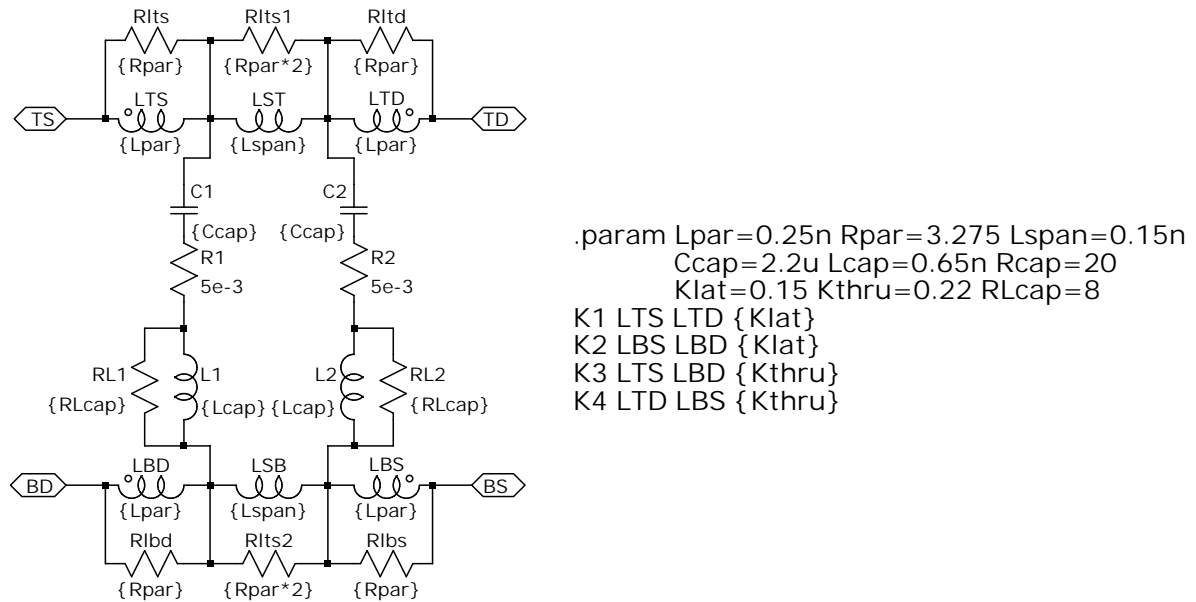 Rlts
Rlts1
Rltd
{Rpar}
{Rpar*2}
{Rpar}
LTS
LST
LTD
TS
TD
{Lpar}
{Lspan}
{Lpar}
C1
C2
{Ccap}
{Ccap}
R1
R2
5e-3
5e-3
RL1
L1
L2
RL2
{RLcap}
{Lcap}
{Lcap}
{RLcap}
LBD
LSB
LBS
BD
BS
{Lpar}
{Lspan}
{Lpar}
Rlbd
Rlts2
Rlbs
{Rpar}
{Rpar*2}
{Rpar}
.param Lpar=0.25n Rpar=3.275 Lspan=0.15n
Ccap=2.2u Lcap=0.65n Rcap=20
Klat=0.15 Kthru=0.22 RLcap=8
K1 LTS LTD {Klat}
K2 LBS LBD {Klat}
K3 LTS LBD {Kthru}
K4 LTD LBS {Kthru}